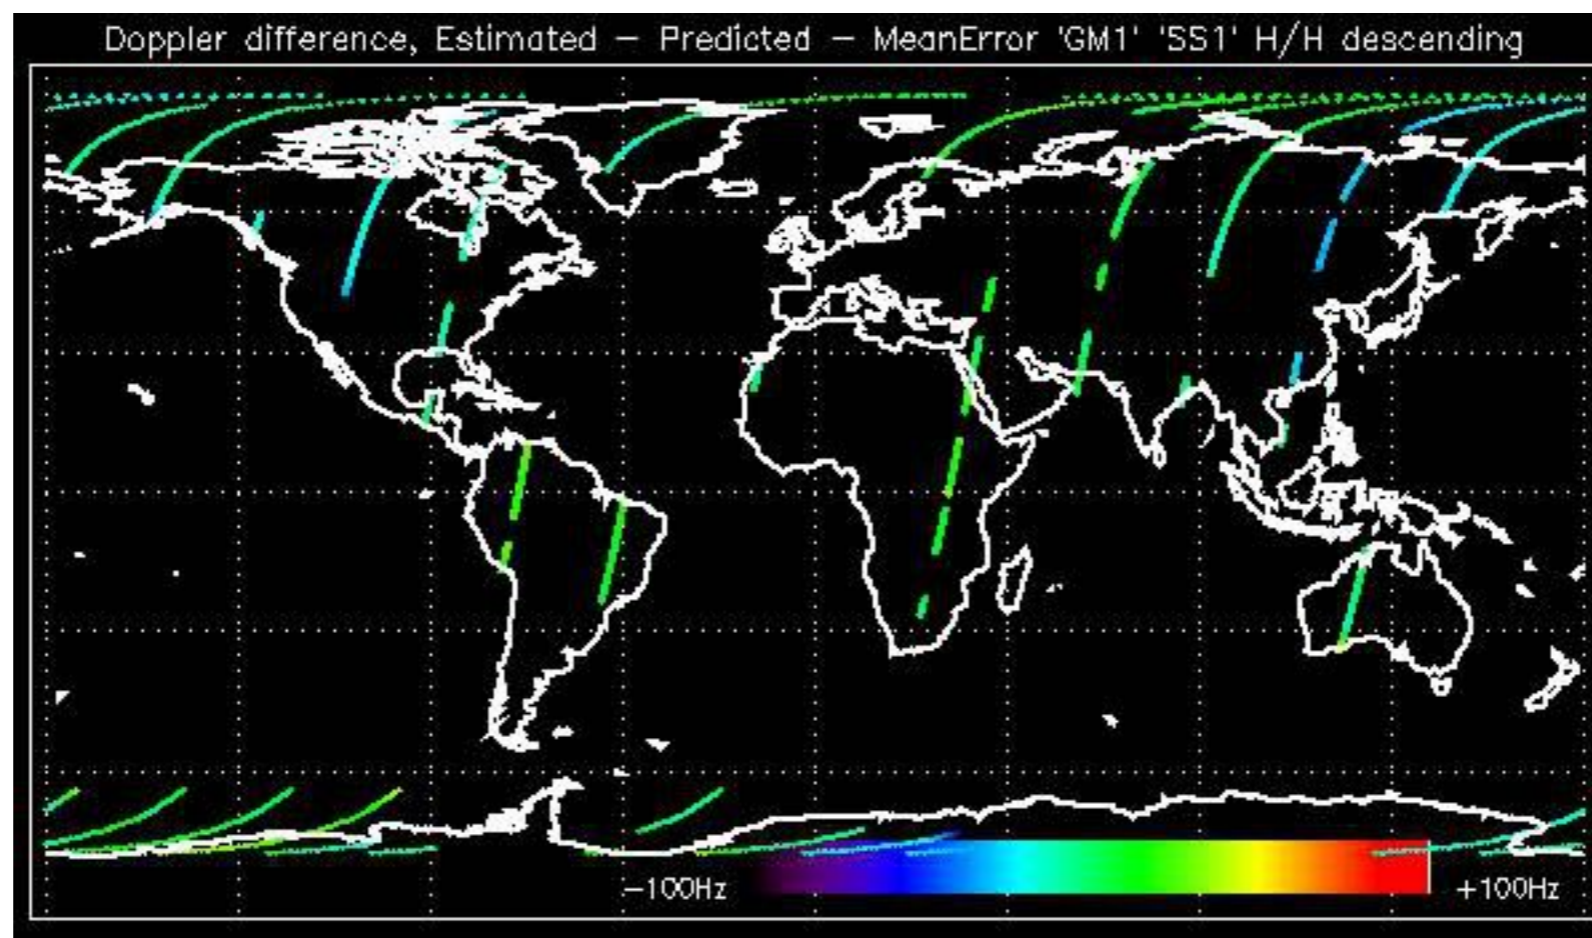 Doppler difference, Estimated – Predicted – MeanError 'GM1' 'SS1' H/H descending
−100Hz
+100Hz